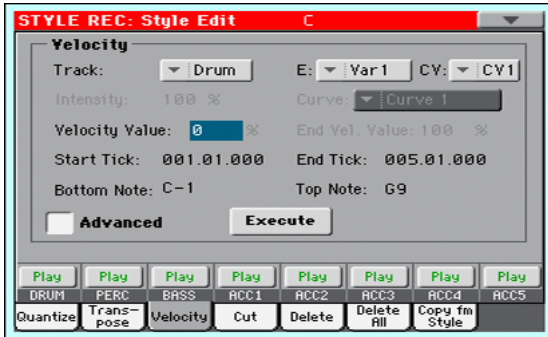 STYLE REC: Style Edit C
Velocity
Track: Drum E: Var1 CV: CV1
Intensity: 100 % Curve: Curve 1
Velocity Value: 0 % End Vel. Value: 100 %
Start Tick: 001.01.000 End Tick: 005.01.000
Bottom Note: C-1 Top Note: G9
Advanced Execute
Play Play Play Play Play Play Play Play
DRUM PERC BASS ACC1 ACC2 ACC3 ACC4 ACC5
Quantize Trans-pose Velocity Cut Delete Delete All Copy fm Style